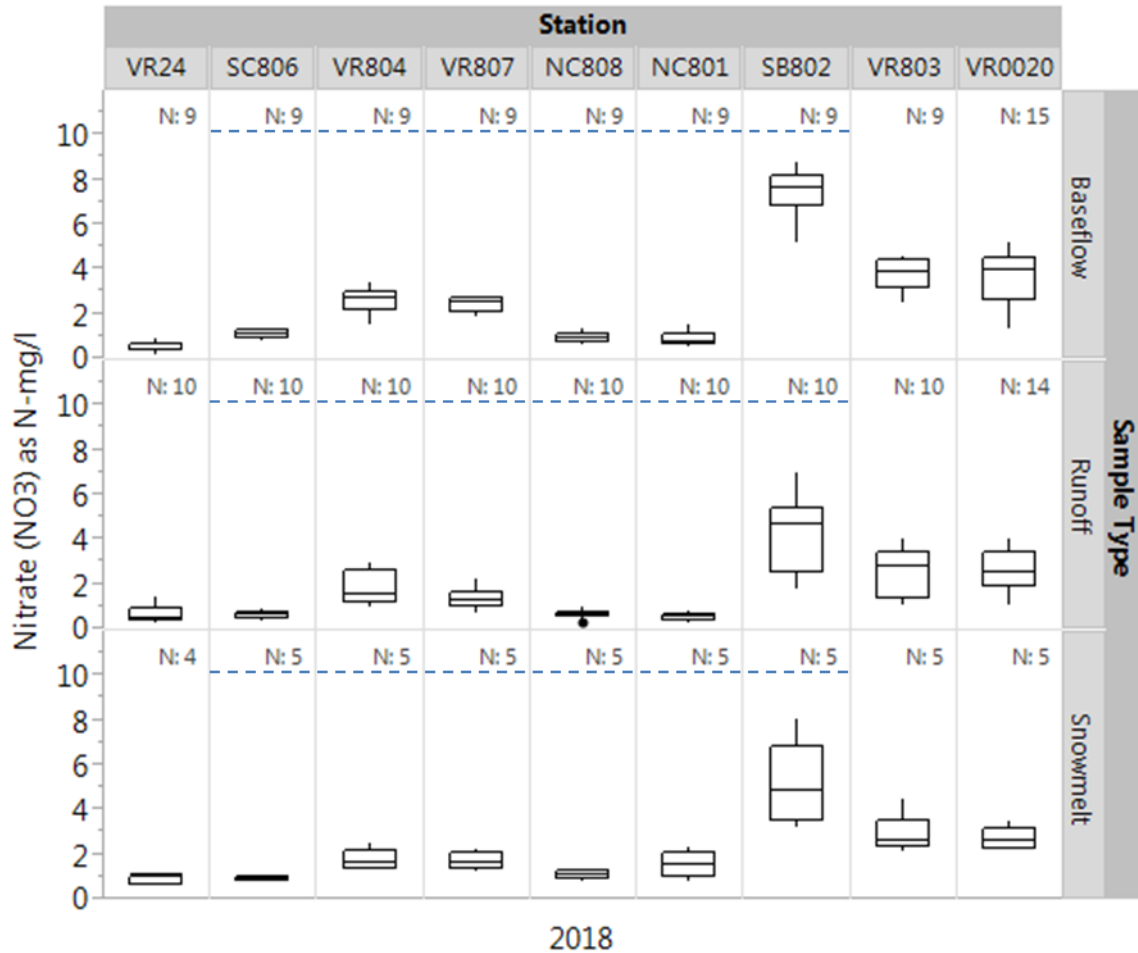 Station
VR24 SC806 VR804 VR807 NC808 NC801 SB802 VR803 VR0020
N: 9 N: 9 N: 9 N: 9 N: 9 N: 9 N: 9 N: 9 N: 15
10
8
6
4
2
0
Baseflow
N: 10 N: 10 N: 10 N: 10 N: 10 N: 10 N: 10 N: 10 N: 14
10
8
6
4
2
0
Runoff
N: 4 N: 5 N: 5 N: 5 N: 5 N: 5 N: 5 N: 5 N: 5
10
8
6
4
2
0
Snowmelt
Nitrate (NO3) as N-mg/l
Sample Type
2018